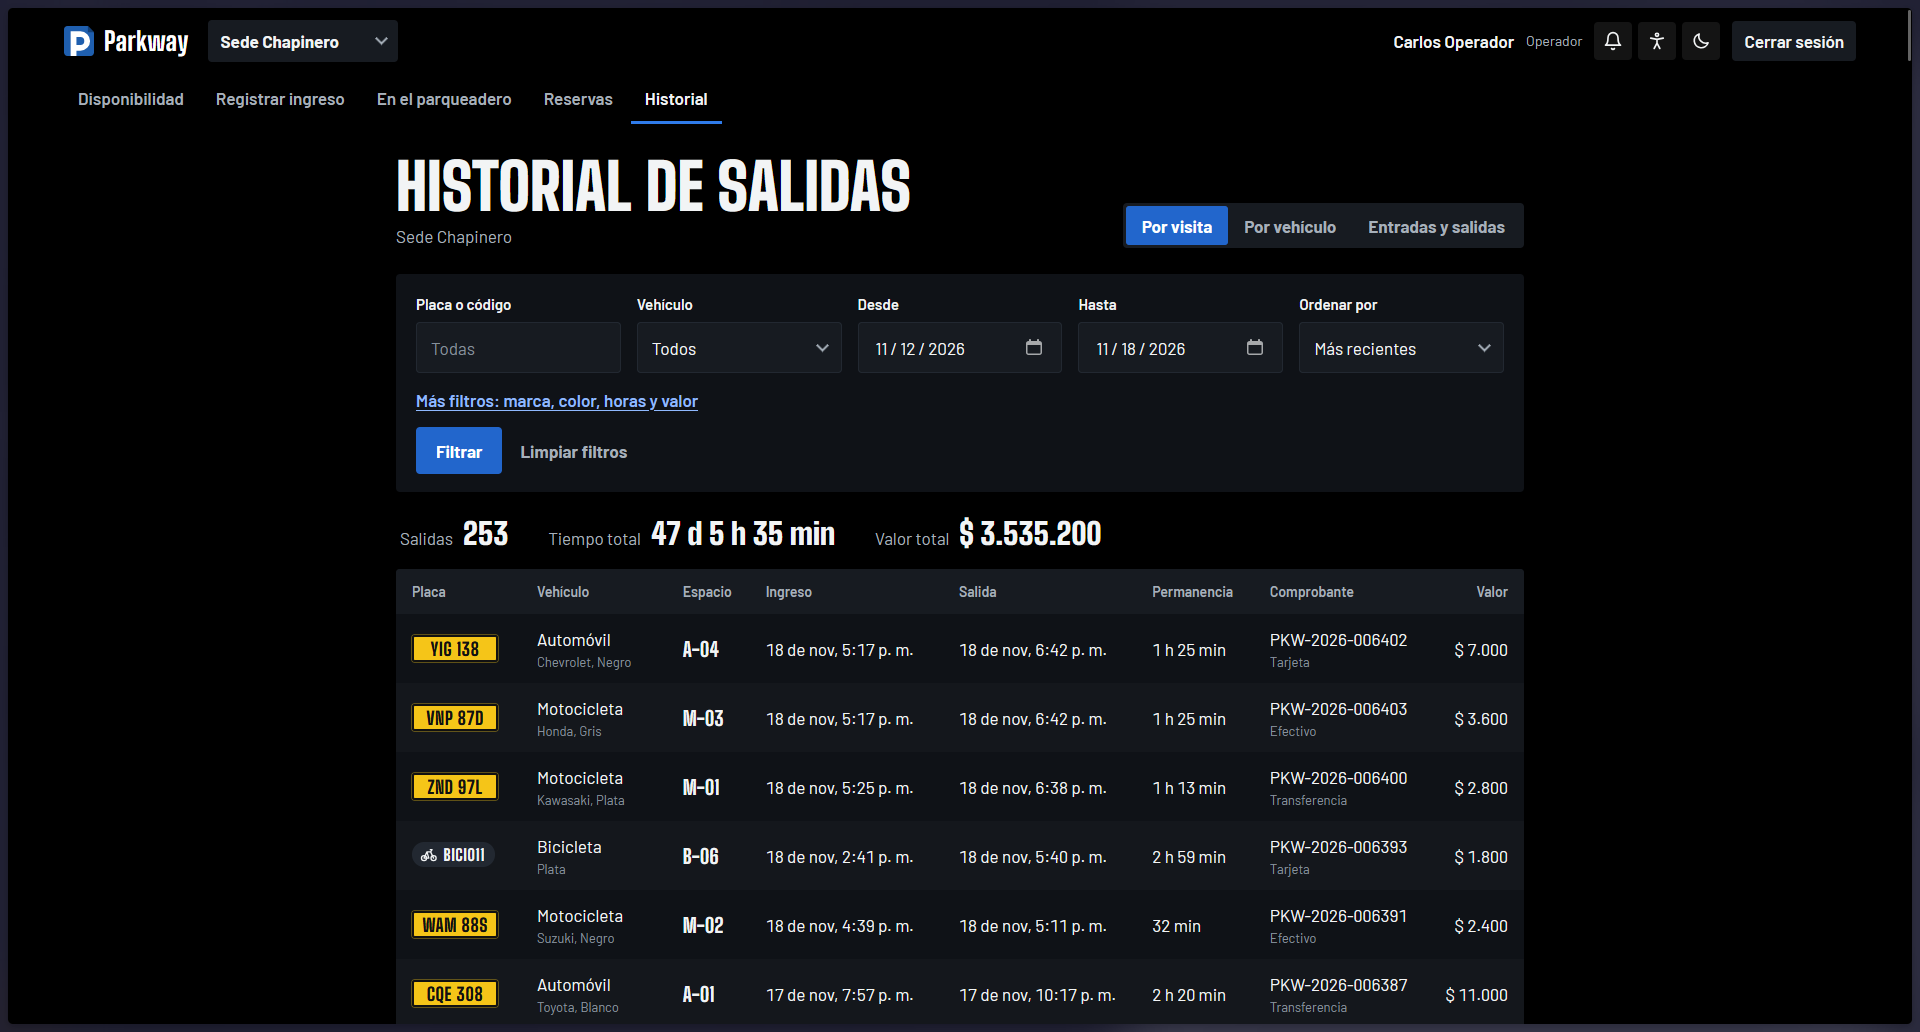 Parkway
Sede Chapinero
Carlos Operador Operador
Cerrar sesión
Disponibilidad Registrar ingreso En el parqueadero Reservas Historial
HISTORIAL DE SALIDAS
Sede Chapinero
Por visita Por vehículo Entradas y salidas
Placa o código Vehículo Desde Hasta Ordenar por
Todas Todos 11 / 12 / 2026 11 / 18 / 2026 Más recientes
Más filtros: marca, color, horas y valor
Filtrar Limpiar filtros
Salidas 253 Tiempo total 47 d 5 h 35 min Valor total $ 3.535.200
Placa Vehículo Espacio Ingreso Salida Permanencia Comprobante Valor
YIG 138 Automóvil A-04 18 de nov, 5:17 p. m. 18 de nov, 6:42 p. m. 1 h 25 min PKW-2026-006402 $ 7.000
Chevrolet, Negro Tarjeta
VNP 87D Motocicleta M-03 18 de nov, 5:17 p. m. 18 de nov, 6:42 p. m. 1 h 25 min PKW-2026-006403 $ 3.600
Honda, Gris Efectivo
ZND 97L Motocicleta M-01 18 de nov, 5:25 p. m. 18 de nov, 6:38 p. m. 1 h 13 min PKW-2026-006400 $ 2.800
Kawasaki, Plata Transferencia
BICI011 Bicicleta B-06 18 de nov, 2:41 p. m. 18 de nov, 5:40 p. m. 2 h 59 min PKW-2026-006393 $ 1.800
Plata Tarjeta
WAM 88S Motocicleta M-02 18 de nov, 4:39 p. m. 18 de nov, 5:11 p. m. 32 min PKW-2026-006391 $ 2.400
Suzuki, Negro Efectivo
CQE 308 Automóvil A-01 17 de nov, 7:57 p. m. 17 de nov, 10:17 p. m. 2 h 20 min PKW-2026-006387 $ 11.000
Toyota, Blanco Transferencia